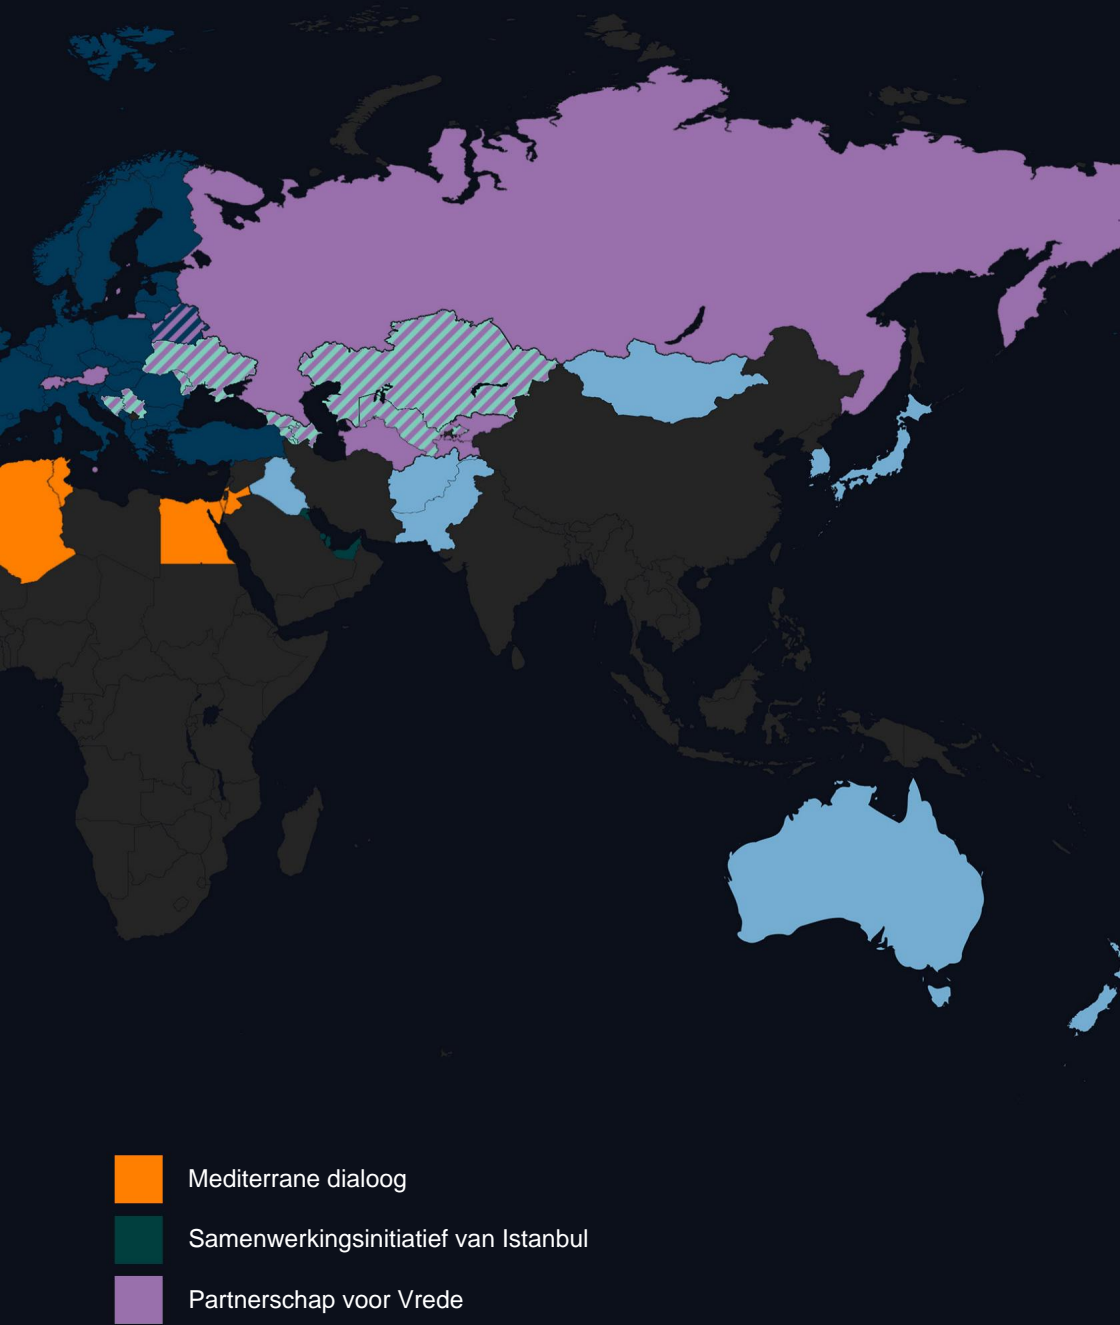 Mediterrane dialoog
Samenwerkingsinitiatief van Istanbul
Partnerschap voor Vrede